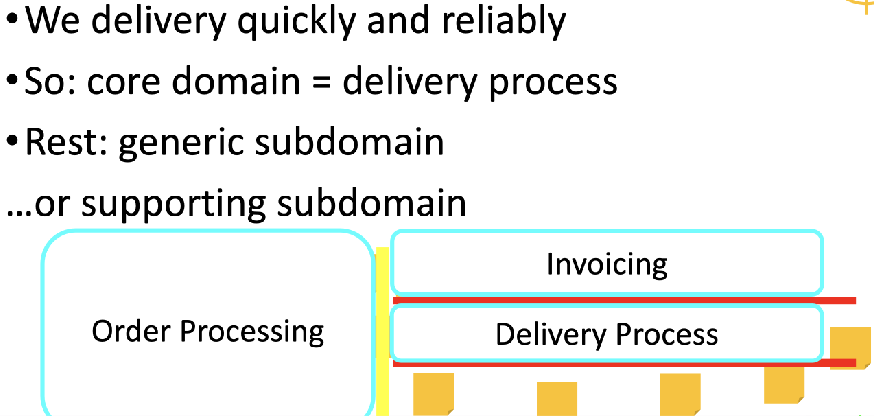 •We delivery quickly and reliably
•So: core domain = delivery process
•Rest: generic subdomain
...or supporting subdomain
Invoicing
Order Processing
Delivery Process